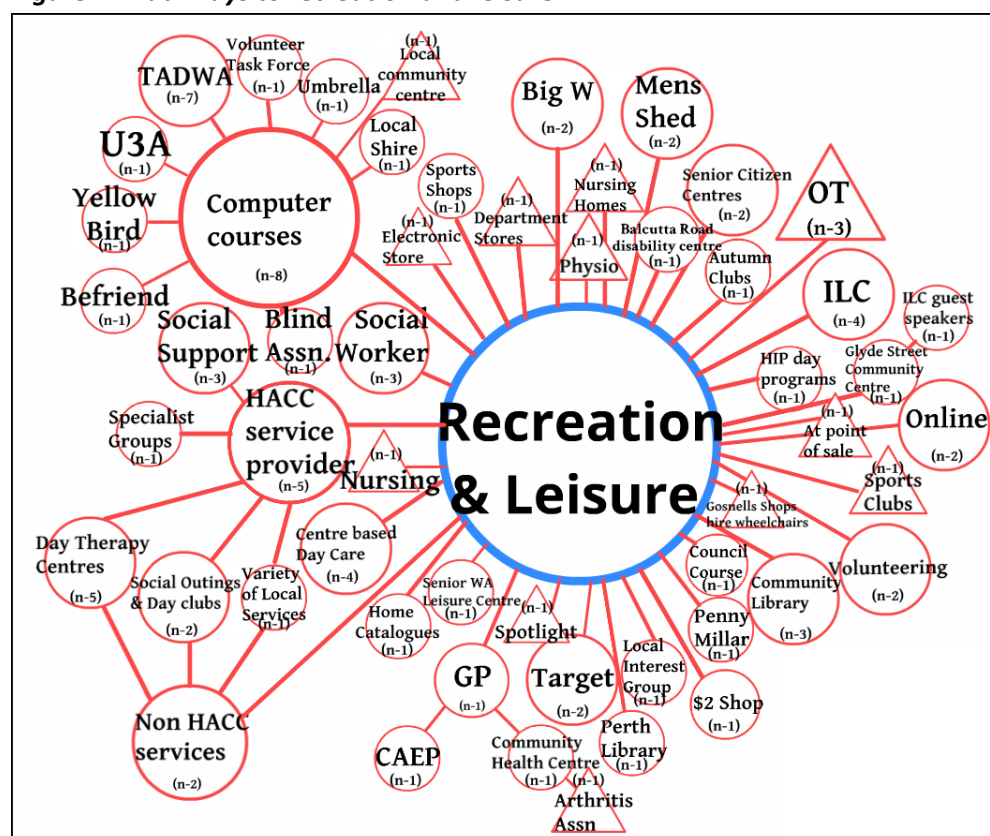 Volunteer
Task Force
(n-1)
TADWA
(n-7)
Umbrella
(n-1)
(n-1)
Local
community
centre
U3A
(n-1)
Local
Shire
(n-1)
Yellow
Bird
(n-1)
Computer
courses
(n-8)
Befriend
(n-1)
Sports
Shops
(n-1)
(n-1)
Electronic
Store
(n-1)
Department
Stores
Big W
(n-2)
Mens
Shed
(n-2)
(n-1)
Nursing
Homes
(n-1)
Physio
Senior Citizen
Centres
(n-2)
Balcutta Road
disability centre
(n-1)
Autumn
Clubs
(n-1)
OT
(n-3)
ILC
(n-4)
ILC guest
speakers
(n-1)
Social
Support
(n-3)
Blind
Assn.
(n-1)
Social
Worker
(n-3)
HIP day
programs
(n-1)
Glyde Street
Community
Centre
(n-1)
(n-1)
At point
of sale
Online
(n-2)
Specialist
Groups
(n-1)
HACC
service
provider
(n-5)
(n-1)
Nursing
Recreation
& Leisure
(n-1)
Sports
Clubs
(n-1)
Gosnells Shops
hire wheelchairs
Day Therapy
Centres
(n-5)
Social Outings
& Day clubs
(n-2)
Variety
of Local
Services
(n-1)
Centre based
Day Care
(n-4)
Senior WA
Leisure Centre
(n-1)
Home
Catalogues
(n-1)
(n-1)
Spotlight
Council
Course
(n-1)
Community
Library
(n-3)
Volunteering
(n-2)
Penny
Millar
(n-1)
Local
Interest
Group
(n-1)
$2 Shop
(n-1)
GP
(n-1)
Target
(n-2)
Perth
Library
(n-1)
Non HACC
services
(n-2)
CAEP
(n-1)
Community
Health Centre
(n-1)
(n-1)
Arthritis
Assn